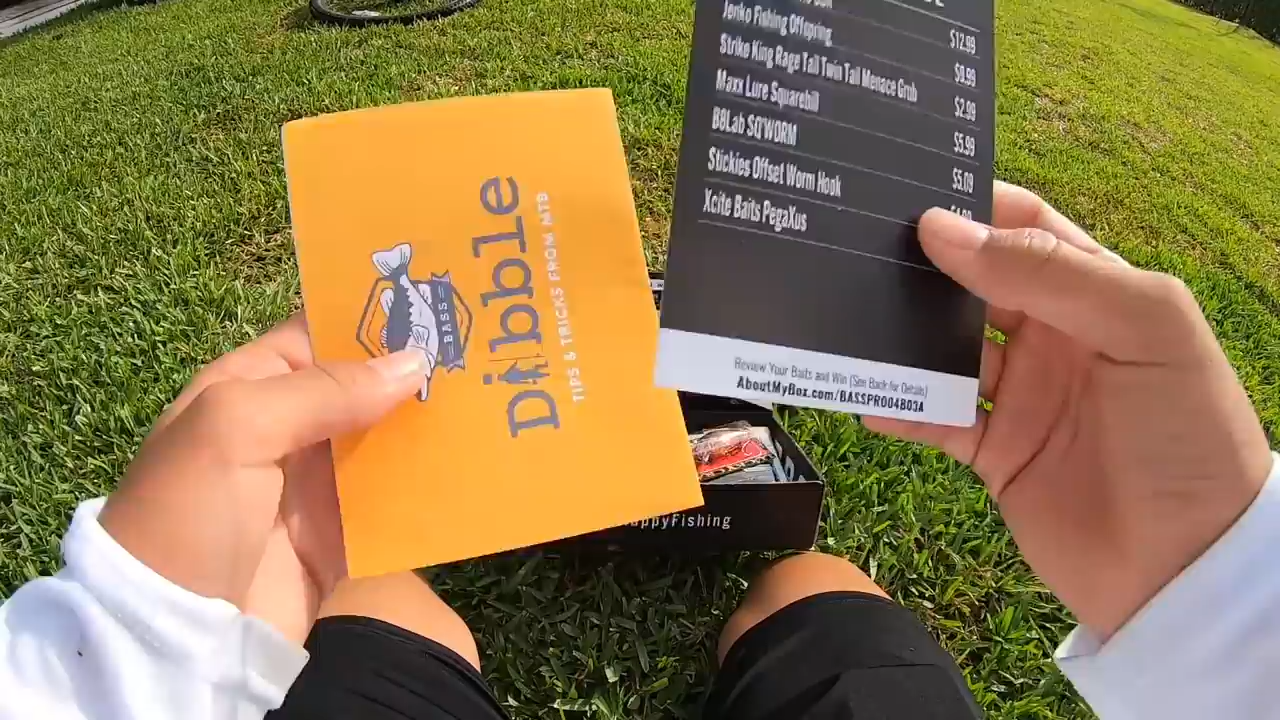 BASS
Dibble
TIPS & TRICKS FROM MTB
Jenko Fishing Offspring $12.99
Strike King Rage Tail Twin Tail Menace Grub $9.99
Maxx Lure Squarebill $2.99
B8Lab SQ'WORM $5.99
Stickies Offset Worm Hook $5.09
Xcite Baits PegaXus
Review Your Baits and Win (See Back for Details)
AboutMyBox.com/BASSPRO04803A
ppyFishing